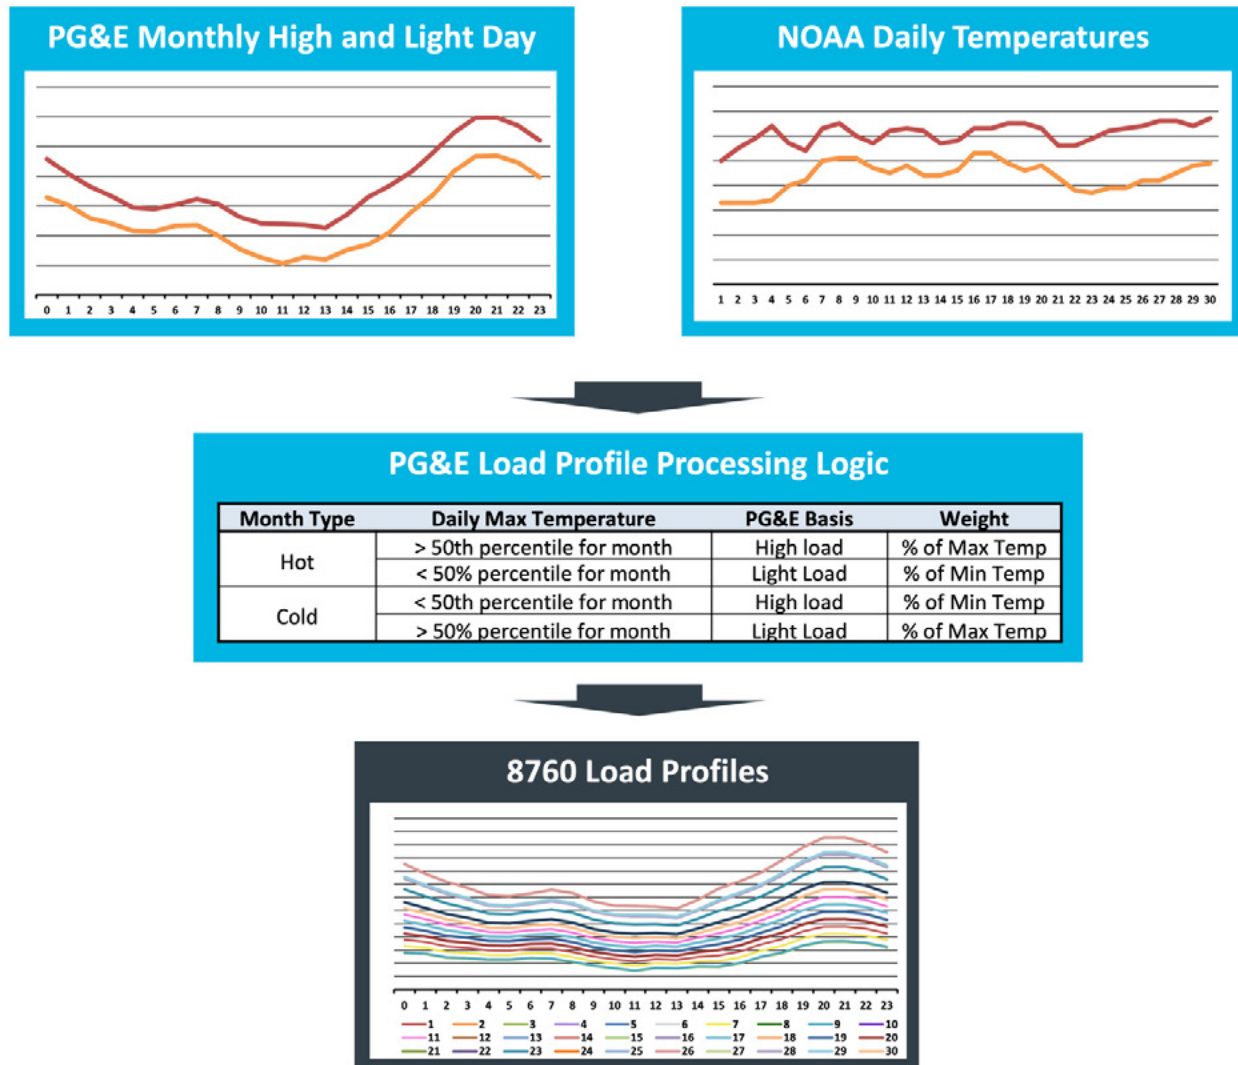 PG&E Monthly High and Light Day
0 1 2 3 4 5 6 7 8 9 10 11 12 13 14 15 16 17 18 19 20 21 22 23
NOAA Daily Temperatures
1 2 3 4 5 6 7 8 9 10 11 12 13 14 15 16 17 18 19 20 21 22 23 24 25 26 27 28 29 30
PG&E Load Profile Processing Logic
Month Type Daily Max Temperature PG&E Basis Weight
Hot
> 50th percentile for month High load % of Max Temp
< 50% percentile for month Light Load % of Min Temp
Cold
< 50th percentile for month High load % of Min Temp
> 50% percentile for month Light Load % of Max Temp
8760 Load Profiles
0 1 2 3 4 5 6 7 8 9 10 11 12 13 14 15 16 17 18 19 20 21 22 23
1 2 3 4 5 6 7 8 9 10
11 12 13 14 15 16 17 18 19 20
21 22 23 24 25 26 27 28 29 30